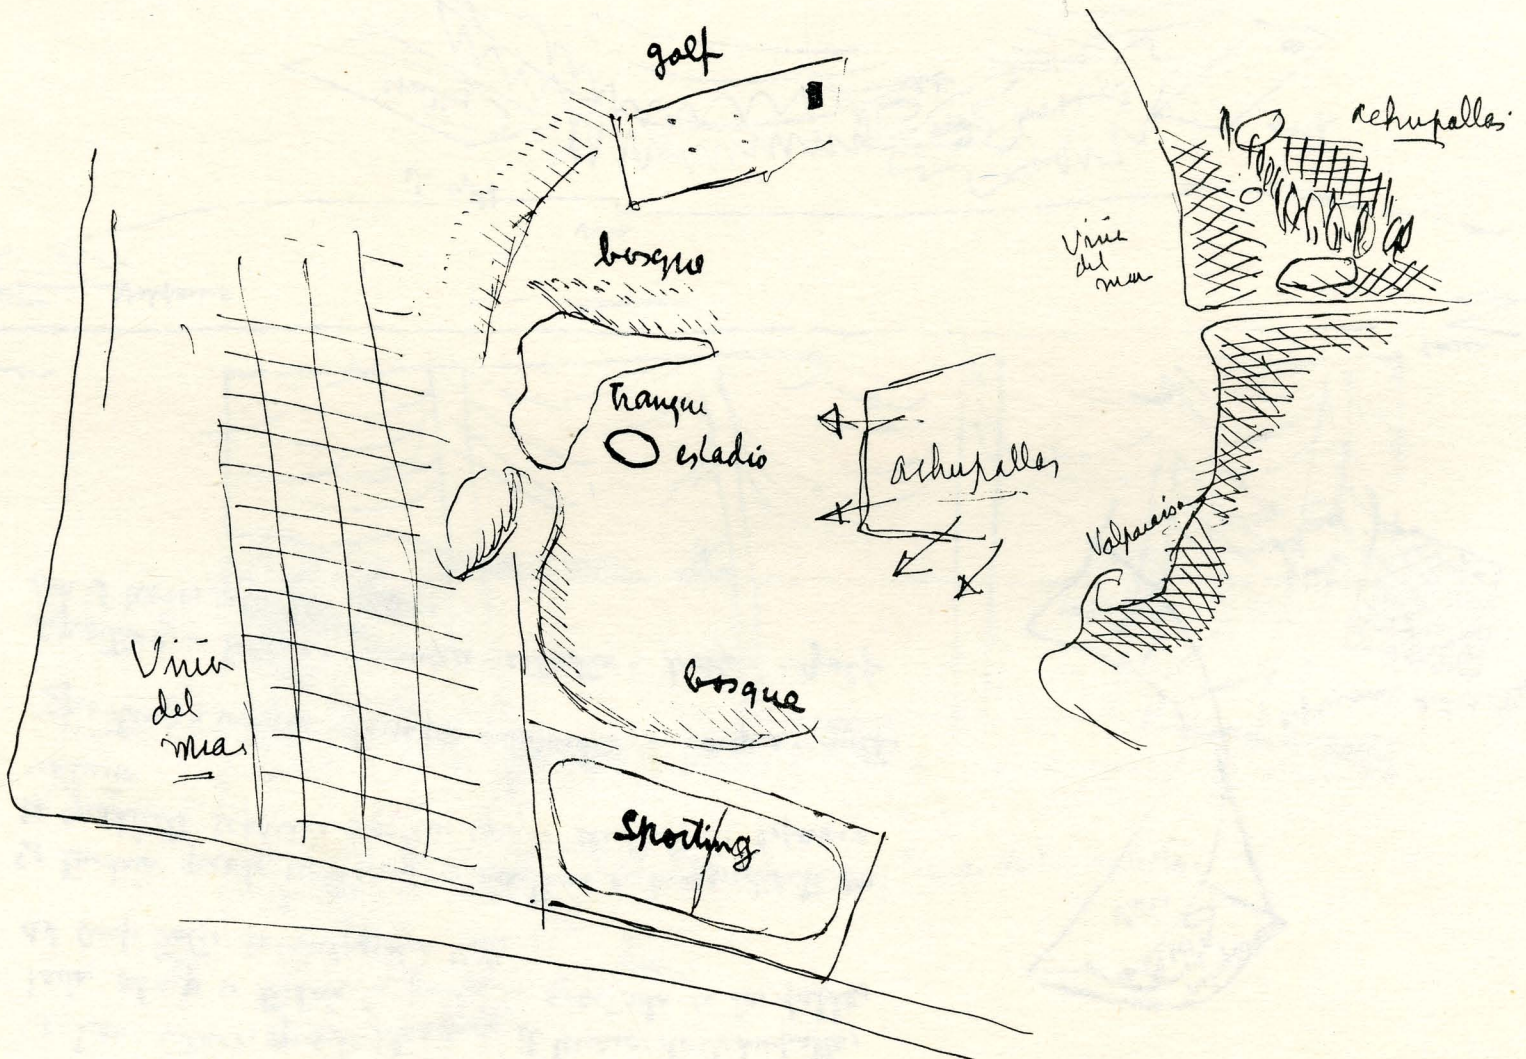 golf
achupallas
bosque
Viña
del
mar
Tranque
estadio
achupallas
Valparaiso
Viña
del
mar
bosque
Sporting